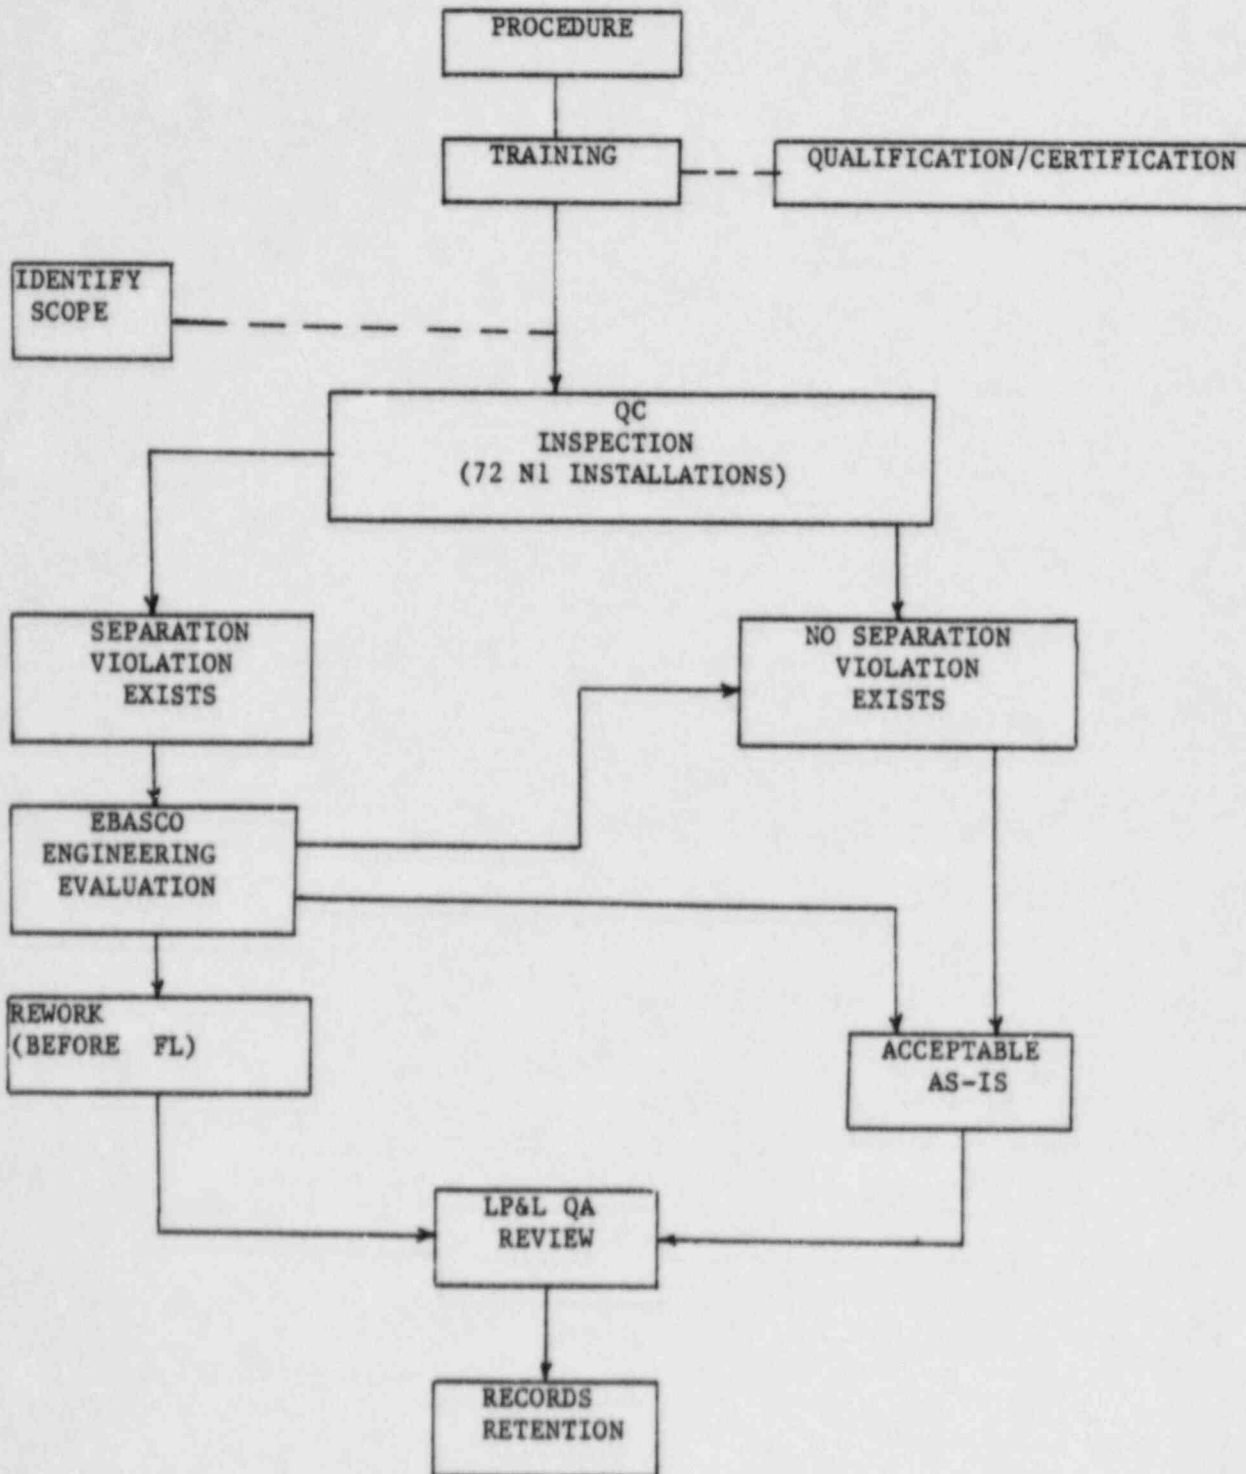 PROCEDURE
TRAINING
QUALIFICATION/CERTIFICATION
IDENTIFY
SCOPE
QC
INSPECTION
(72 N1 INSTALLATIONS)
SEPARATION
VIOLATION
EXISTS
NO SEPARATION
VIOLATION
EXISTS
EBASCO
ENGINEERING
EVALUATION
REWORK
(BEFORE FL)
ACCEPTABLE
AS-IS
LP&L QA
REVIEW
RECORDS
RETENTION